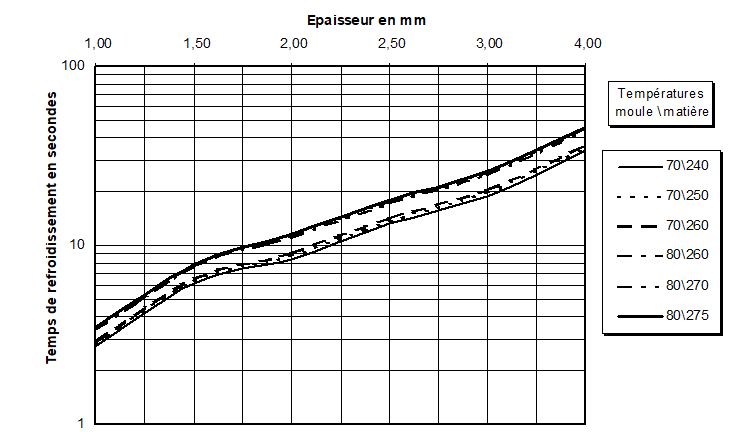 Epaisseur en mm
1,00 1,50 2,00 2,50 3,00 4,00
100
10
1
Temps de refroidissement en secondes
Températures
moule \ matière
70\240
70\250
70\260
80\260
80\270
80\275